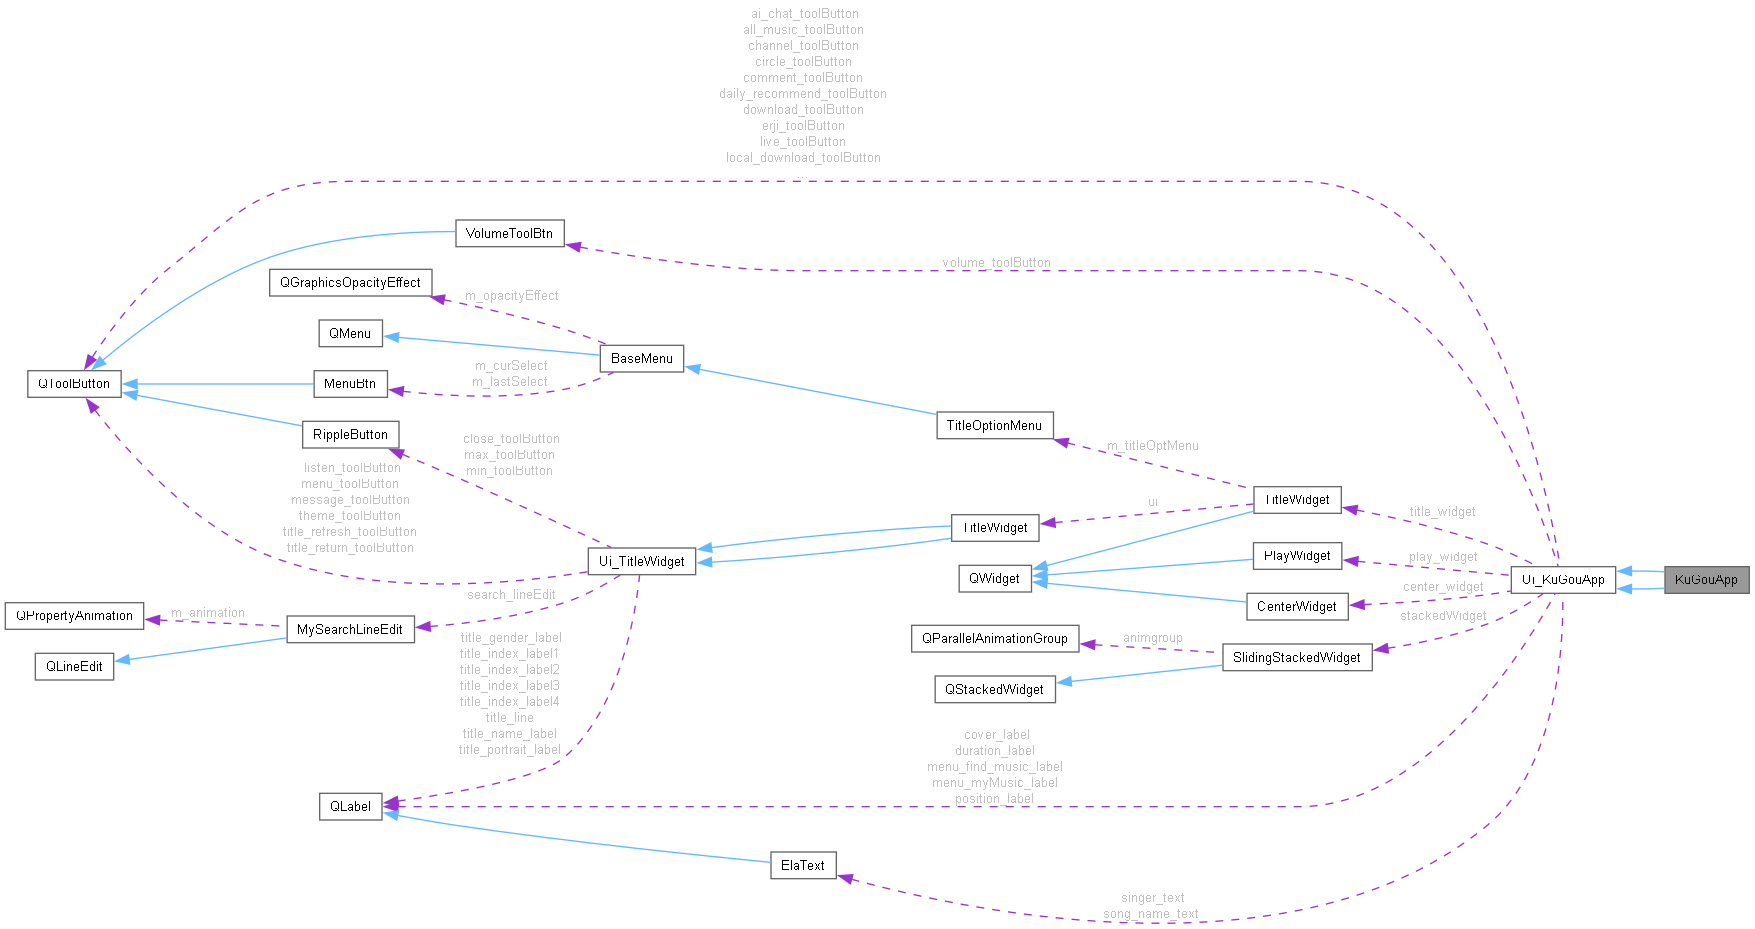 ai_chat_toolButton
all_music_toolButton
channel_toolButton
circle_toolButton
comment_toolButton
daily_recommend_toolButton
download_toolButton
erji_toolButton
live_toolButton
local_download_toolButton
...
VolumeToolBtn
volume_toolButton
QGraphicsOpacityEffect
m_opacityEffect
QMenu
BaseMenu
m_curSelect
m_lastSelect
QToolButton
MenuBtn
TitleOptionMenu
RippleButton
close_toolButton
max_toolButton
min_toolButton
m_titleOptMenu
listen_toolButton
menu_toolButton
message_toolButton
theme_toolButton
title_refresh_toolButton
title_return_toolButton
TitleWidget
ui
title_widget
TitleWidget
Ui_TitleWidget
PlayWidget
play_widget
QWidget
Ui_KuGouApp
KuGouApp
center_widget
search_lineEdit
CenterWidget
QPropertyAnimation
m_animation
stackedWidget
MySearchLineEdit
QParallelAnimationGroup
animgroup
title_gender_label
title_index_label1
title_index_label2
title_index_label3
title_index_label4
title_line
title_name_label
title_portrait_label
QLineEdit
SlidingStackedWidget
QStackedWidget
cover_label
duration_label
menu_find_music_label
menu_myMusic_label
position_label
QLabel
ElaText
singer_text
song_name_text